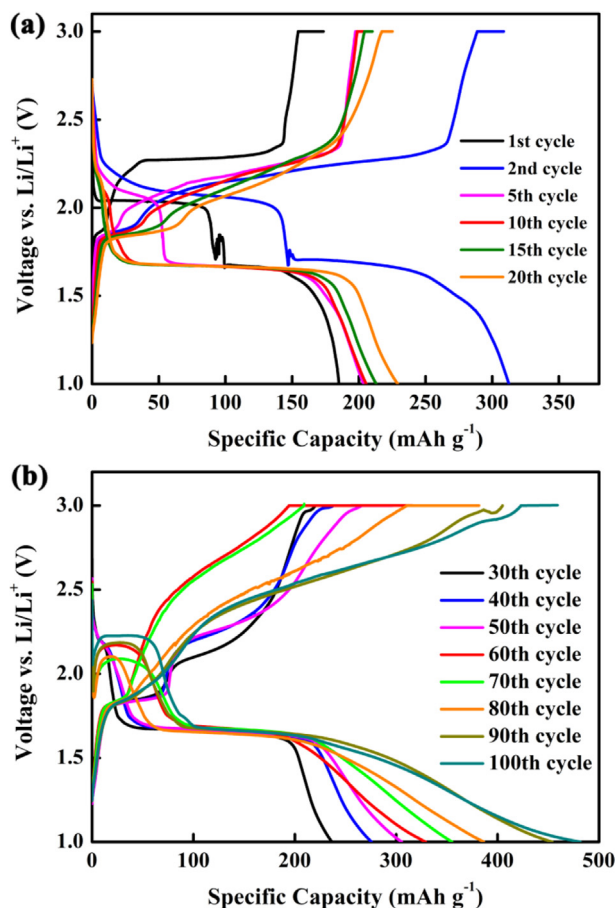 (a)
3.0
2.5
2.0
1.5
1.0
Voltage vs. Li/Li⁺ (V)
1st cycle
2nd cycle
5th cycle
10th cycle
15th cycle
20th cycle
0 50 100 150 200 250 300 350
Specific Capacity (mAh g⁻¹)
(b)
3.0
2.5
2.0
1.5
1.0
Voltage vs. Li/Li⁺ (V)
30th cycle
40th cycle
50th cycle
60th cycle
70th cycle
80th cycle
90th cycle
100th cycle
0 100 200 300 400 500
Specific Capacity (mAh g⁻¹)